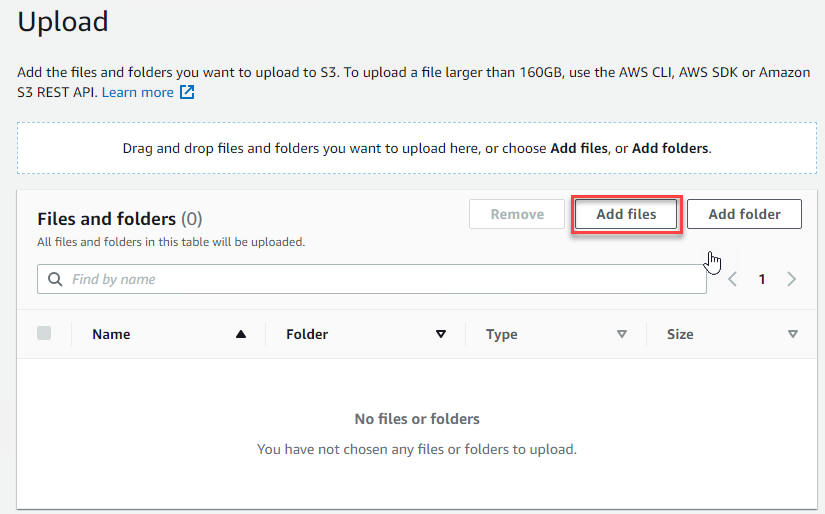 Upload
Add the files and folders you want to upload to S3. To upload a file larger than 160GB, use the AWS CLI, AWS SDK or Amazon
S3 REST API. Learn more
Drag and drop files and folders you want to upload here, or choose Add files, or Add folders.
Files and folders (0)
Remove
Add files
Add folder
All files and folders in this table will be uploaded.
Find by name
1
Name
Folder
Type
Size
No files or folders
You have not chosen any files or folders to upload.